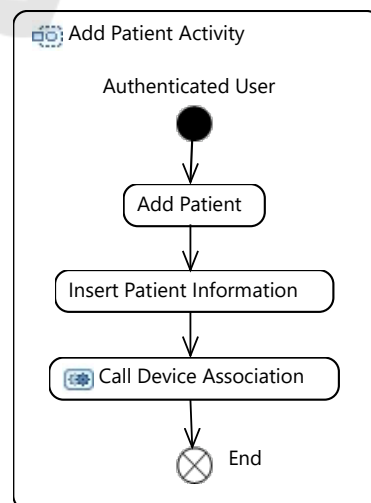 Add Patient Activity
Authenticated User
Add Patient
Insert Patient Information
Call Device Association
End